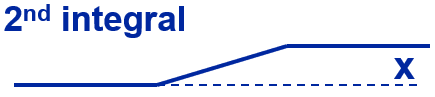 2nd integral
x